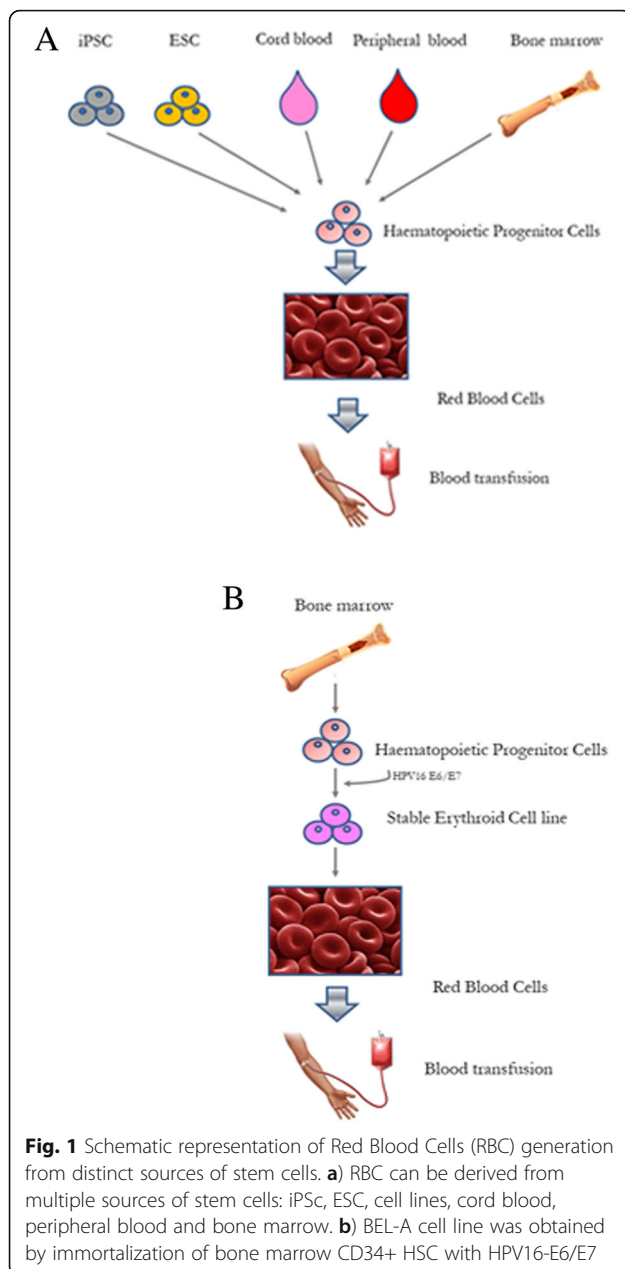 A
iPSC ESC Cord blood Peripheral blood Bone marrow
Haematopoietic Progenitor Cells
Red Blood Cells
Blood transfusion
B
Bone marrow
Haematopoietic Progenitor Cells
HPV16 E6/E7
Stable Erythroid Cell line
Red Blood Cells
Blood transfusion
Fig. 1 Schematic representation of Red Blood Cells (RBC) generation
from distinct sources of stem cells. a) RBC can be derived from
multiple sources of stem cells: iPSc, ESC, cell lines, cord blood,
peripheral blood and bone marrow. b) BEL-A cell line was obtained
by immortalization of bone marrow CD34+ HSC with HPV16-E6/E7